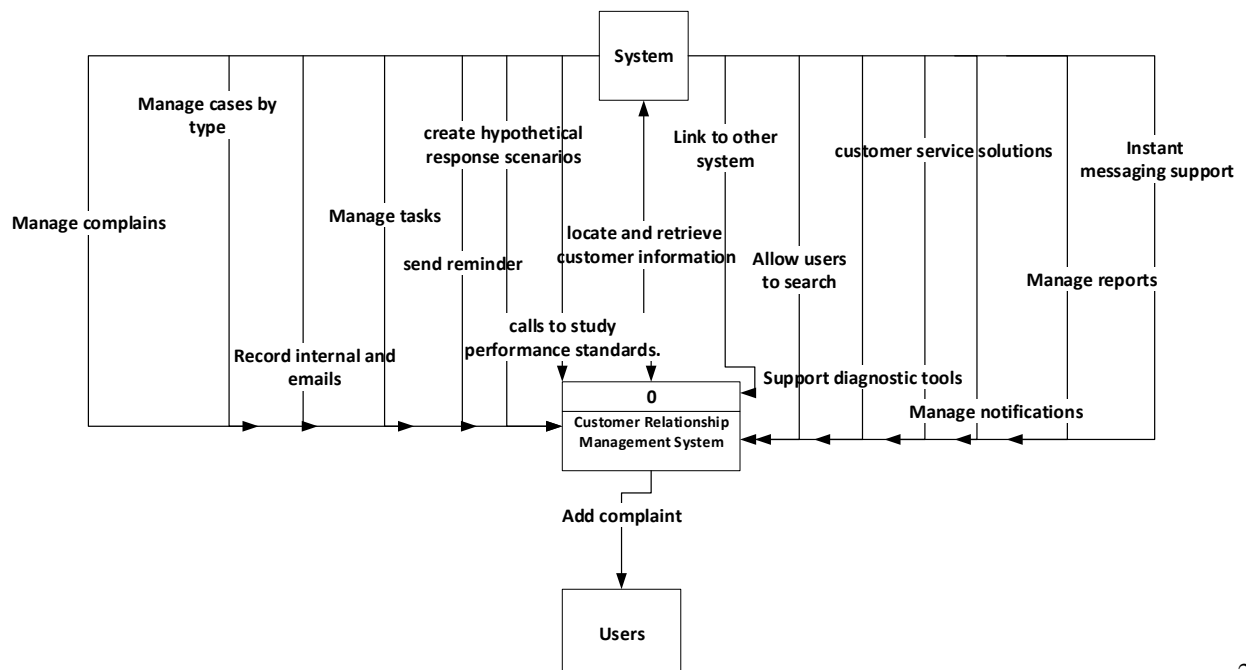 System
Manage cases by
type
create hypothetical
response scenarios
Link to other
system
customer service solutions
Instant
messaging support
Manage complains
Manage tasks
locate and retrieve
customer information
send reminder
Allow users
to search
Manage reports
calls to study
performance standards.
Record internal and
emails
Support diagnostic tools
Manage notifications
0
Customer Relationship
Management System
Add complaint
Users